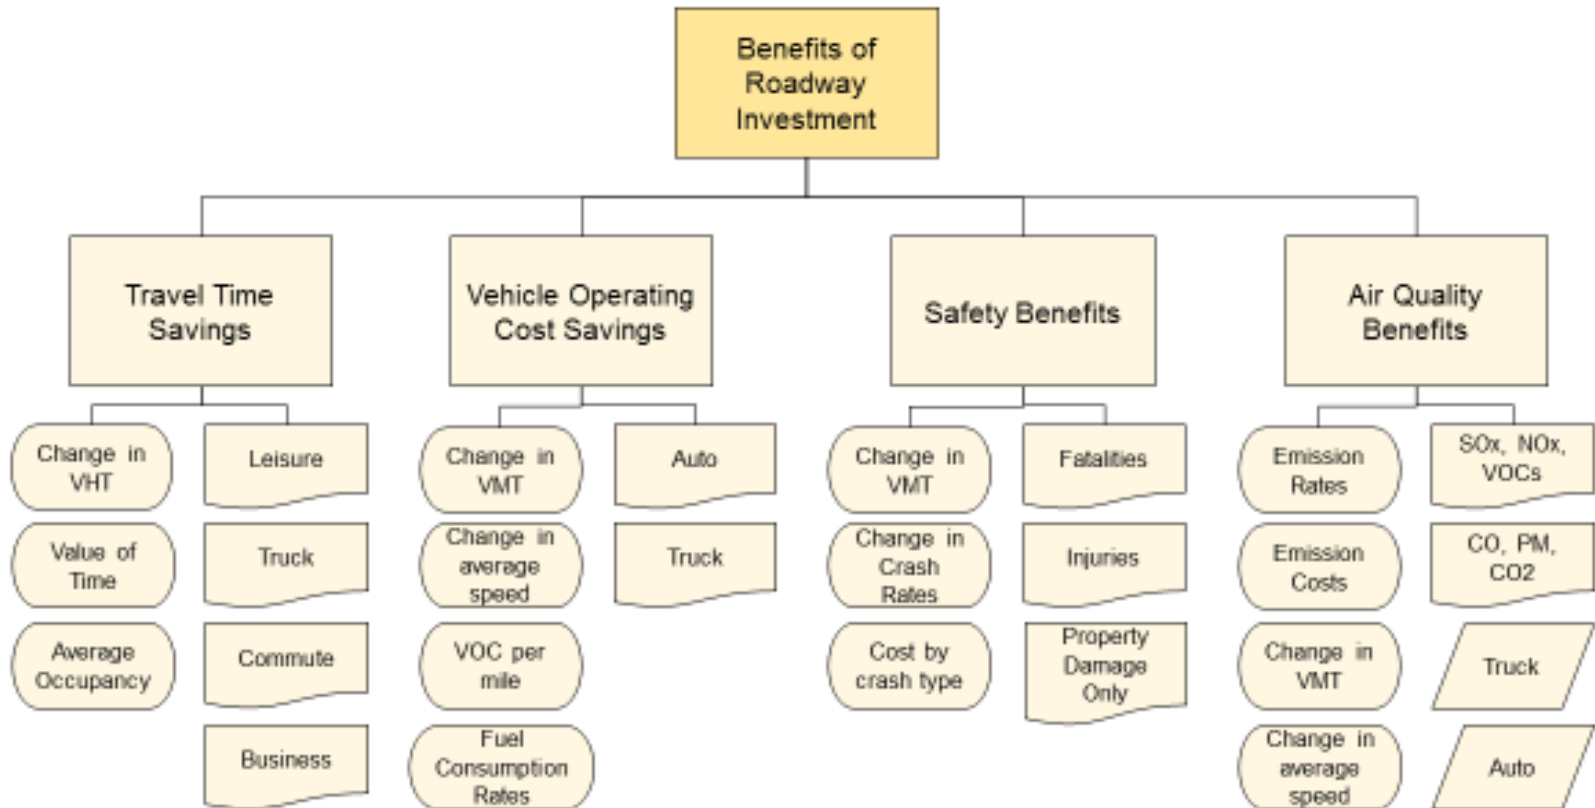 Benefits of
Roadway
Investment
Travel Time
Savings
Vehicle Operating
Cost Savings
Safety Benefits
Air Quality
Benefits
Change in
VHT
Value of
Time
Average
Occupancy
Leisure
Truck
Commute
Business
Change in
VMT
Change in
average
speed
VOC per
mile
Fuel
Consumption
Rates
Auto
Truck
Change in
VMT
Change in
Crash
Rates
Cost by
crash type
Fatalities
Injuries
Property
Damage
Only
Emission
Rates
Emission
Costs
Change in
VMT
Change in
average
speed
SOx, NOx,
VOCs
CO, PM,
CO2
Truck
Auto